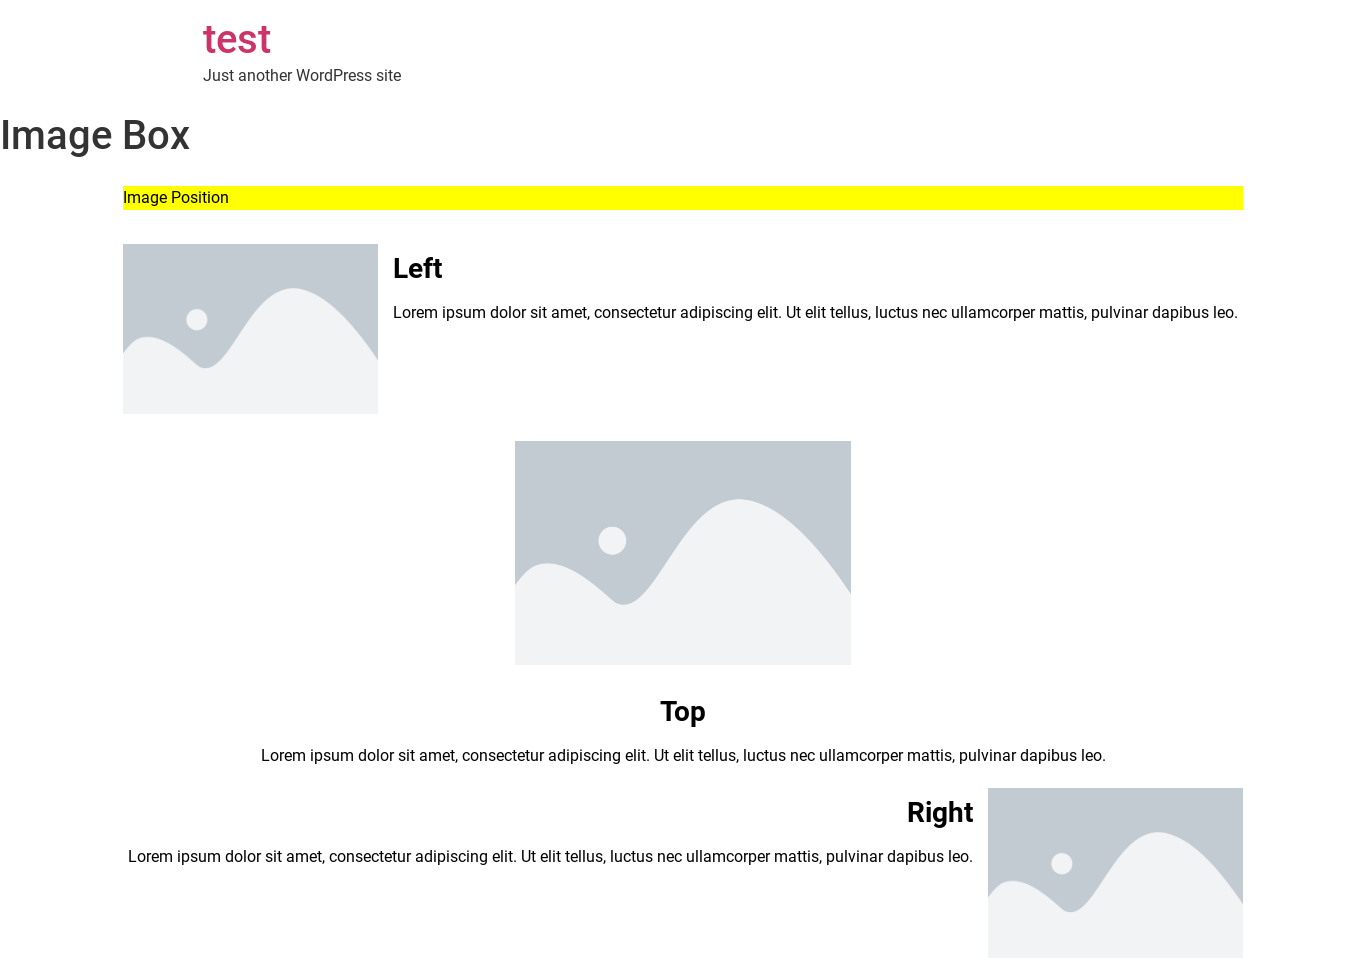 test
Just another WordPress site
Image Box
Image Position
Left
Lorem ipsum dolor sit amet, consectetur adipiscing elit. Ut elit tellus, luctus nec ullamcorper mattis, pulvinar dapibus leo.
Top
Lorem ipsum dolor sit amet, consectetur adipiscing elit. Ut elit tellus, luctus nec ullamcorper mattis, pulvinar dapibus leo.
Right
Lorem ipsum dolor sit amet, consectetur adipiscing elit. Ut elit tellus, luctus nec ullamcorper mattis, pulvinar dapibus leo.